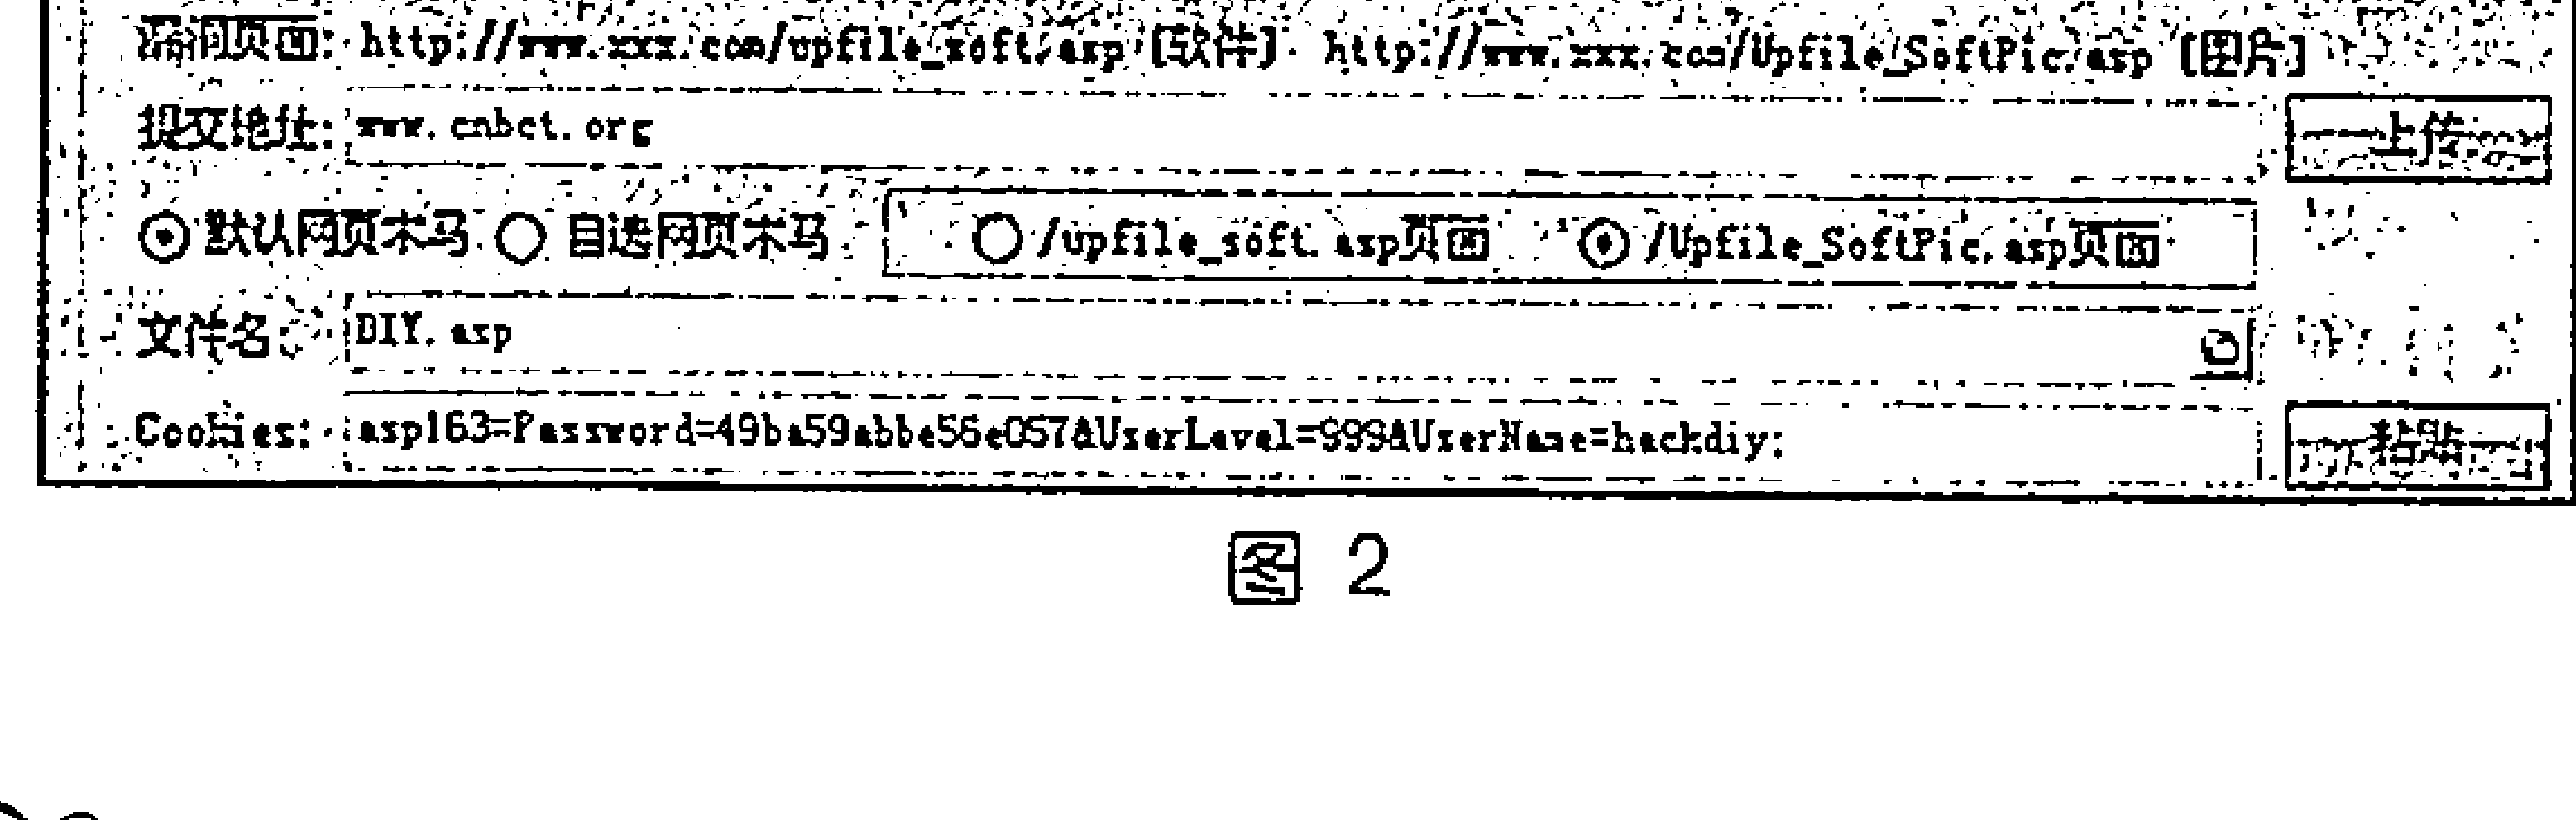 漏洞页面: http://www.xxx.com/upfile_soft.asp [软件] http://www.xxx.com/Upfile_SoftPic.asp [图片]
提交地址: www.cnbct.org 上传
默认网页木马 自选网页木马 /upfile_soft.asp页面 /Upfile_SoftPic.asp页面
文件名: DIY.asp
Cookies: asp163=Password=49ba59abbe56e057&UserLevel=999&UserName=hackdiy; 粘贴
图 2